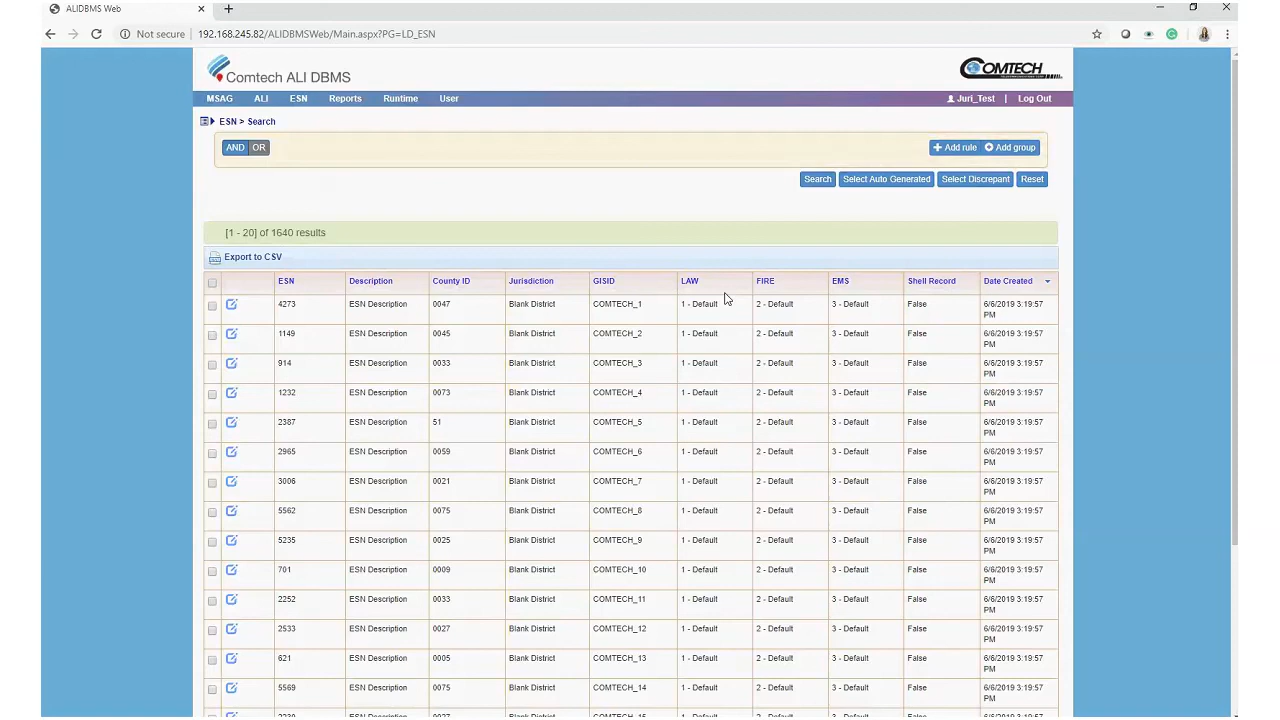 ALIDBMS Web
Not secure 192.168.245.82/ALIDBMSWeb/Main.aspx?PG=LD_ESN
Comtech ALI DBMS COMTECH
MSAG ALI ESN Reports Runtime User Juri_Test | Log Out
ESN > Search
AND OR Add rule Add group
Search Select Auto Generated Select Discrepant Reset
[1 - 20] of 1640 results
Export to CSV
ESN Description County ID Jurisdiction GISID LAW FIRE EMS Shell Record Date Created
4273 ESN Description 0047 Blank District COMTECH_1 1 - Default 2 - Default 3 - Default False 6/6/2019 3:19:57
PM
1149 ESN Description 0045 Blank District COMTECH_2 1 - Default 2 - Default 3 - Default False 6/6/2019 3:19:57
PM
914 ESN Description 0033 Blank District COMTECH_3 1 - Default 2 - Default 3 - Default False 6/6/2019 3:19:57
PM
1232 ESN Description 0073 Blank District COMTECH_4 1 - Default 2 - Default 3 - Default False 6/6/2019 3:19:57
PM
2387 ESN Description 51 Blank District COMTECH_5 1 - Default 2 - Default 3 - Default False 6/6/2019 3:19:57
PM
2965 ESN Description 0059 Blank District COMTECH_6 1 - Default 2 - Default 3 - Default False 6/6/2019 3:19:57
PM
3006 ESN Description 0021 Blank District COMTECH_7 1 - Default 2 - Default 3 - Default False 6/6/2019 3:19:57
PM
5562 ESN Description 0075 Blank District COMTECH_8 1 - Default 2 - Default 3 - Default False 6/6/2019 3:19:57
PM
5235 ESN Description 0025 Blank District COMTECH_9 1 - Default 2 - Default 3 - Default False 6/6/2019 3:19:57
PM
701 ESN Description 0009 Blank District COMTECH_10 1 - Default 2 - Default 3 - Default False 6/6/2019 3:19:57
PM
2252 ESN Description 0033 Blank District COMTECH_11 1 - Default 2 - Default 3 - Default False 6/6/2019 3:19:57
PM
2533 ESN Description 0027 Blank District COMTECH_12 1 - Default 2 - Default 3 - Default False 6/6/2019 3:19:57
PM
621 ESN Description 0005 Blank District COMTECH_13 1 - Default 2 - Default 3 - Default False 6/6/2019 3:19:57
PM
5569 ESN Description 0075 Blank District COMTECH_14 1 - Default 2 - Default 3 - Default False 6/6/2019 3:19:57
PM